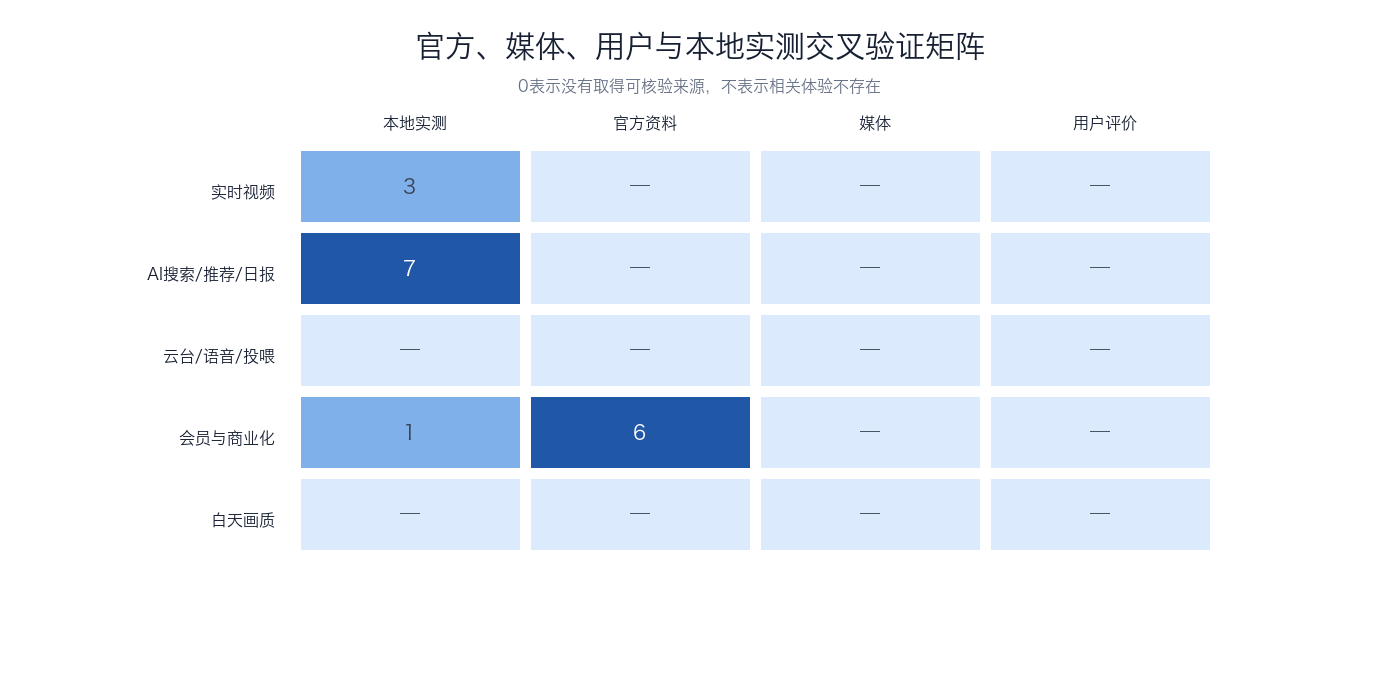 官方、媒体、用户与本地实测交叉验证矩阵
0表示没有取得可核验来源，不表示相关体验不存在
本地实测 官方资料 媒体 用户评价
实时视频 3 — — —
AI搜索/推荐/日报 7 — — —
云台/语音/投喂 — — — —
会员与商业化 1 6 — —
白天画质 — — — —